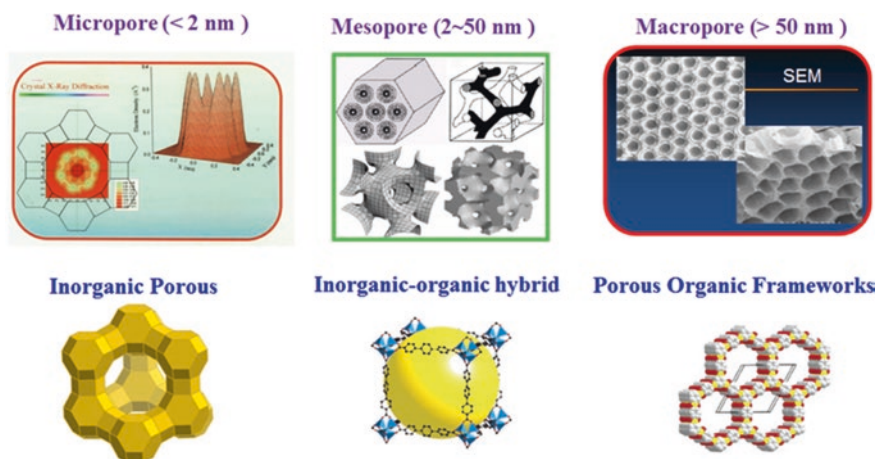 Micropore (< 2 nm )
Mesopore (2~50 nm )
Macropore (> 50 nm )
Crystal X-Ray Diffraction
SEM
Inorganic Porous
Inorganic-organic hybrid
Porous Organic Frameworks